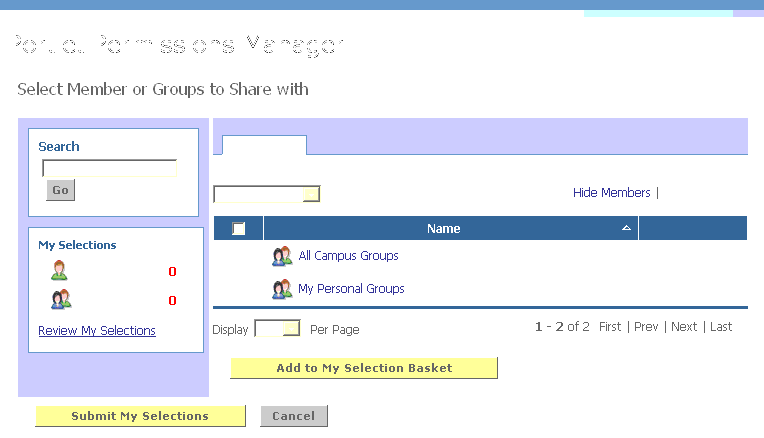 Portlet Permissions Manager
Select Member or Groups to Share with
Search
Go
My Selections
0
0
Review My Selections
Hide Members |
Name
All Campus Groups
My Personal Groups
Display Per Page
1 - 2 of 2 First | Prev | Next | Last
Add to My Selection Basket
Submit My Selections
Cancel